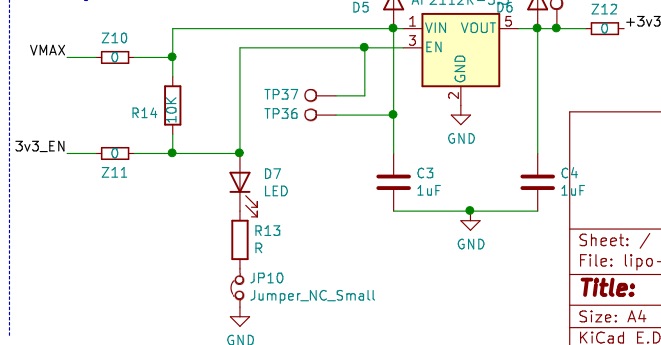 D5
AP2112K-3.3
D6
Z12
+3v3
VMAX
Z10
0
1
VIN
VOUT
5
0
3
EN
GND
2
R14
10K
TP37
TP36
GND
3v3_EN
0
Z11
D7
LED
C3
1uF
C4
1uF
R13
R
GND
JP10
Jumper_NC_Small
GND
Sheet: /
File: lipo-
Title:
Size: A4
KiCad E.D